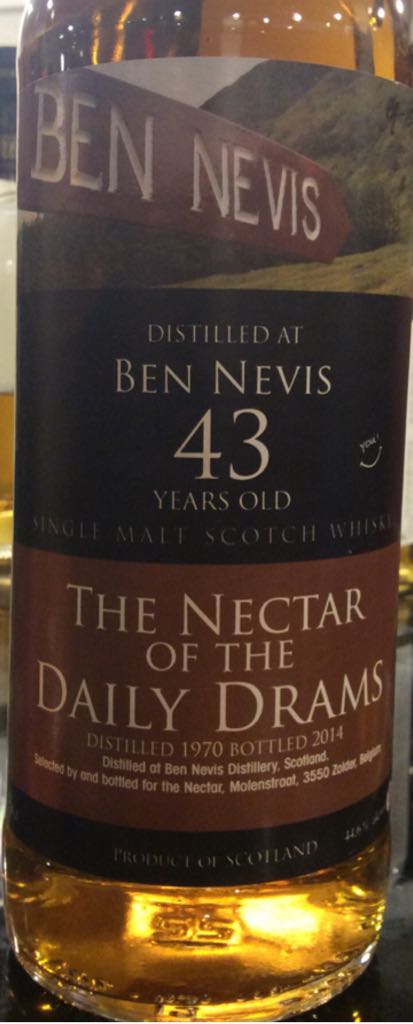 BEN NEVIS
DISTILLED AT
BEN NEVIS
43
YEARS OLD
SINGLE MALT SCOTCH WHISKY
THE NECTAR
OF THE
DAILY DRAMS
DISTILLED 1970 BOTTLED 2014
Distilled at Ben Nevis Distillery, Scotland.
Selected by and bottled for the Nectar, Molenstraat, 3550 Zolder, Belgium
PRODUCT OF SCOTLAND
44.6%